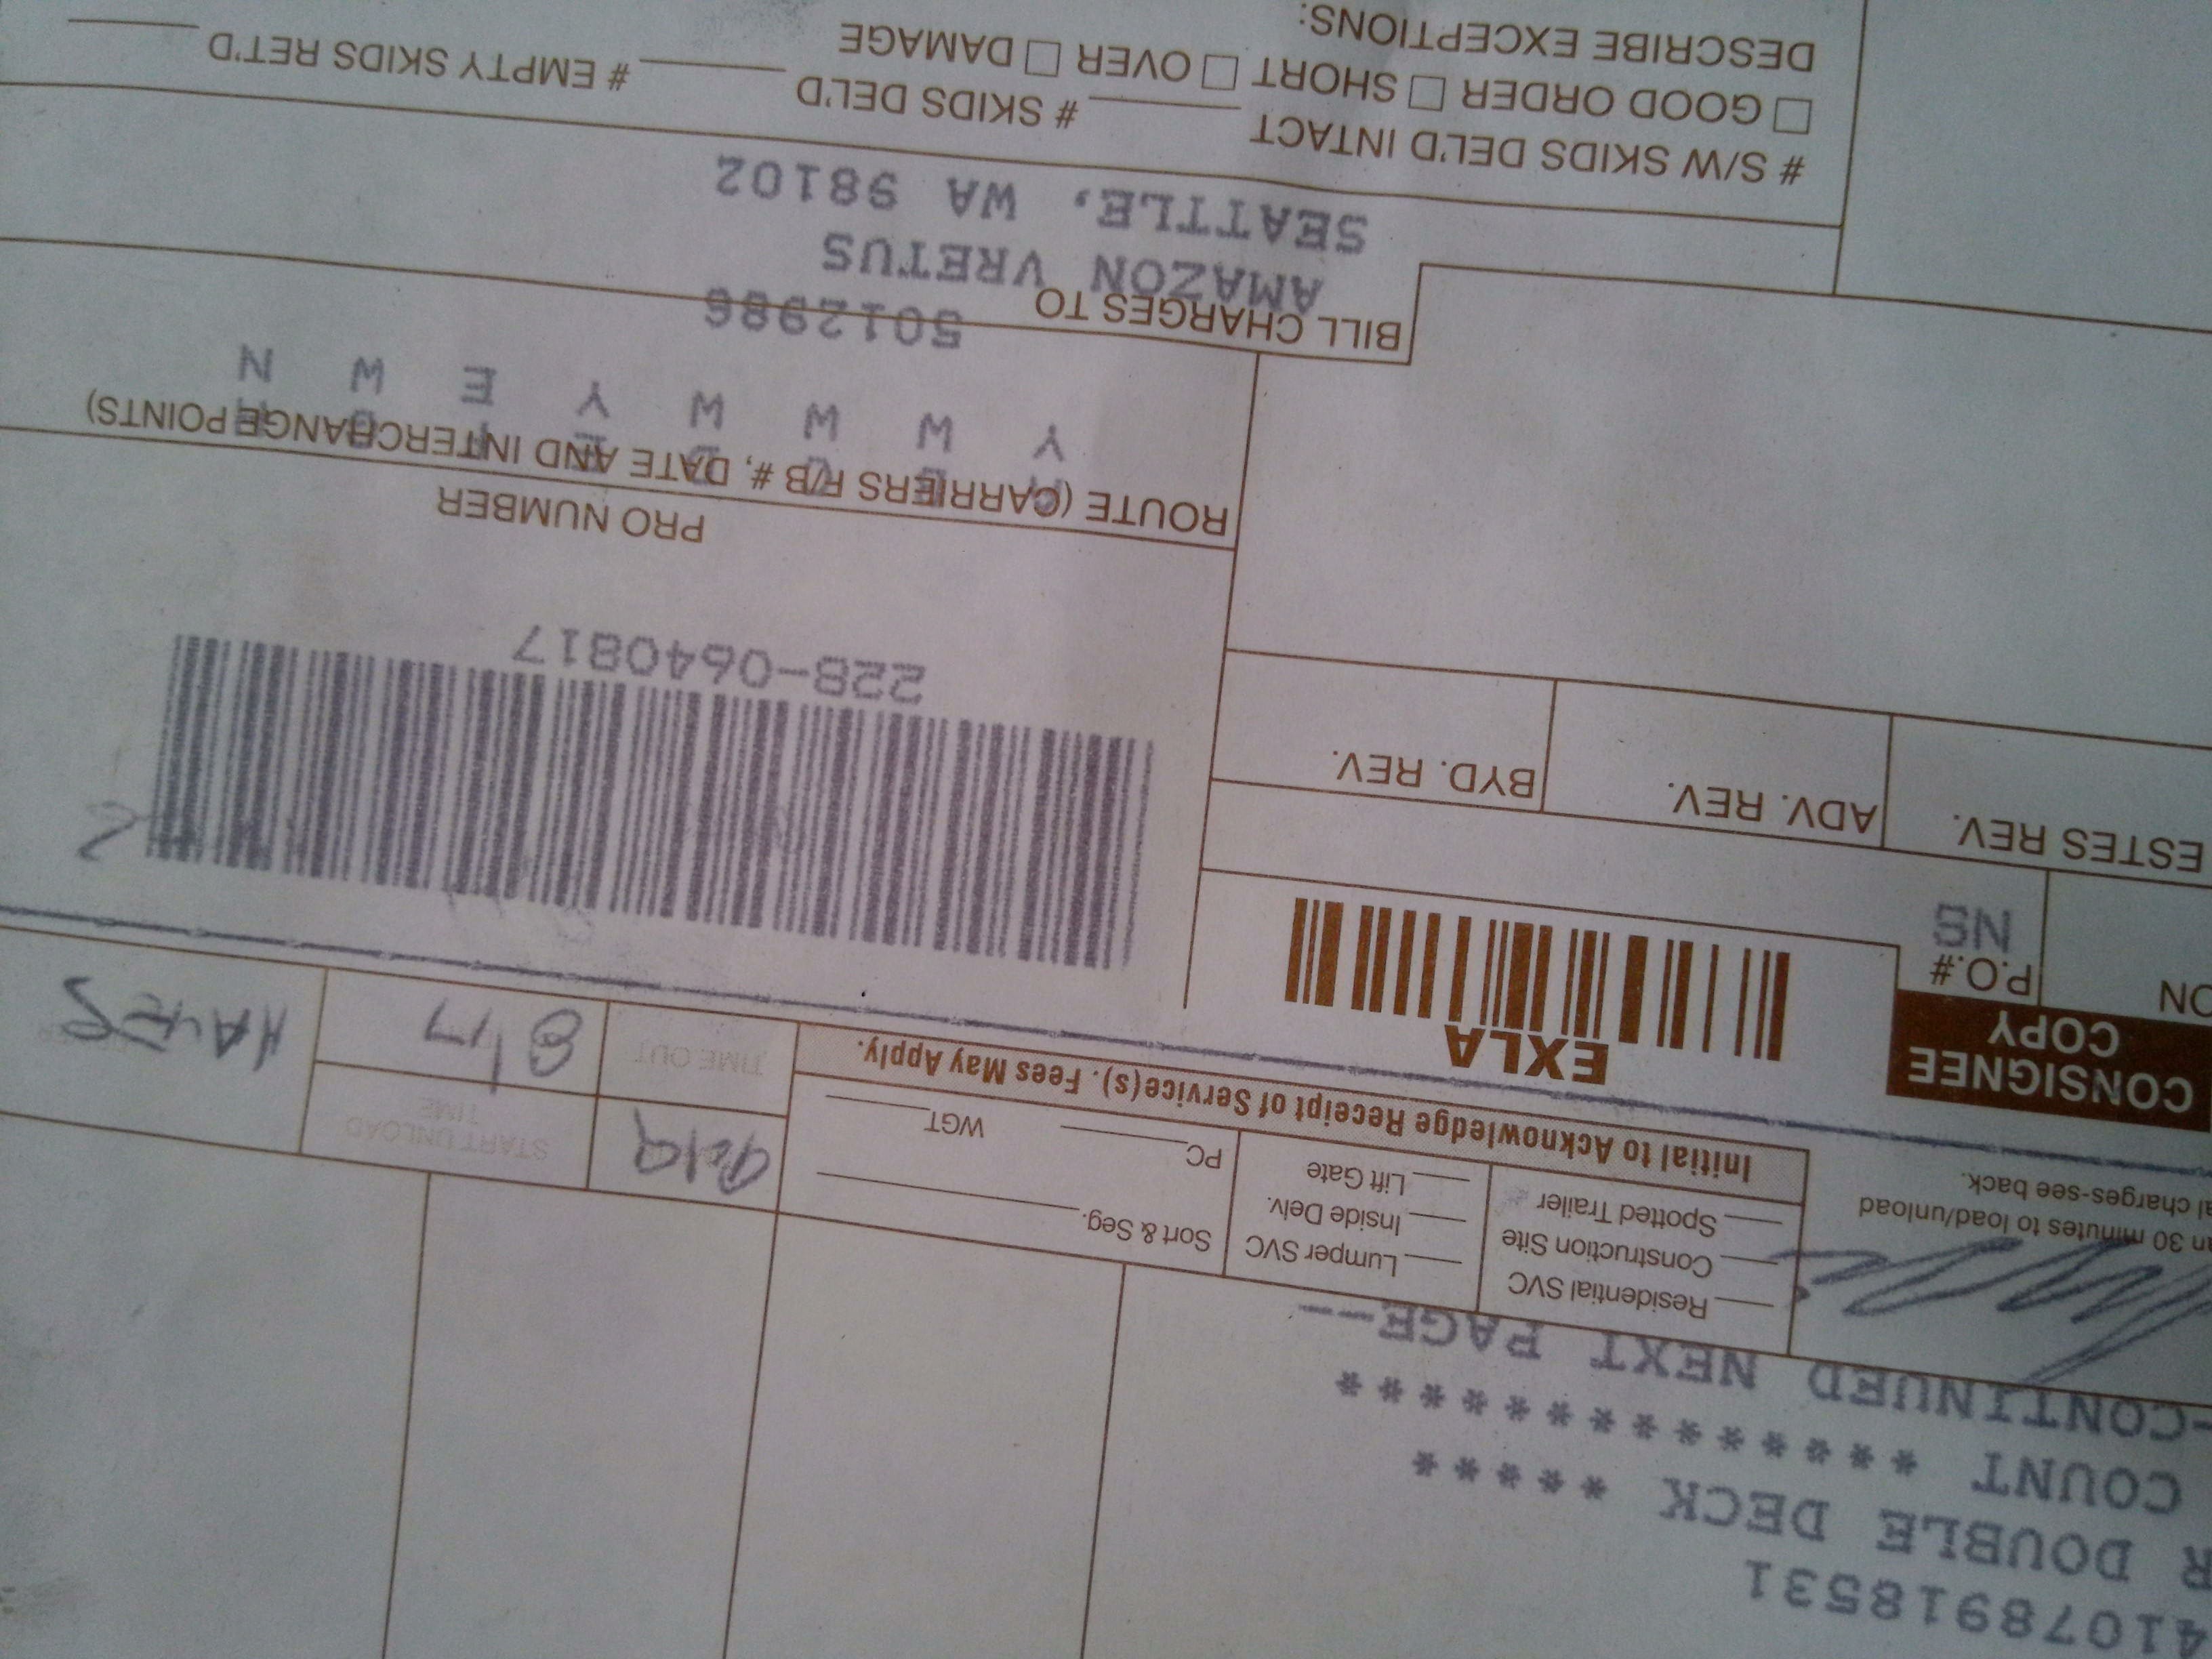 41078918531
R DOUBLE DECK *****
COUNT **************
-CONTINUED NEXT PAGE--
an 30 minutes to load/unload
al charges-see back.
Residential SVC
Construction Site
Spotted Trailer
Lumper SVC
Inside Delv.
Lift Gate
Sort & Seg.
PC
WGT
Initial to Acknowledge Receipt of Service(s). Fees May Apply.
START UNLOAD
TIME
TIME OUT
8/17
HAYES
CONSIGNEE
COPY
EXLA
ON
P.O.#
NS
ESTES REV.
ADV. REV.
BYD. REV.
228-0640817
PRO NUMBER
ROUTE (CARRIERS F/B #, DATE AND INTERCHANGE POINTS)
Y W W W Y E W N
5012986
BILL CHARGES TO
AMAZON VRETUS
SEATTLE, WA 98102
# S/W SKIDS DEL'D INTACT
# SKIDS DEL'D
# EMPTY SKIDS RET'D
GOOD ORDER SHORT OVER DAMAGE
DESCRIBE EXCEPTIONS: